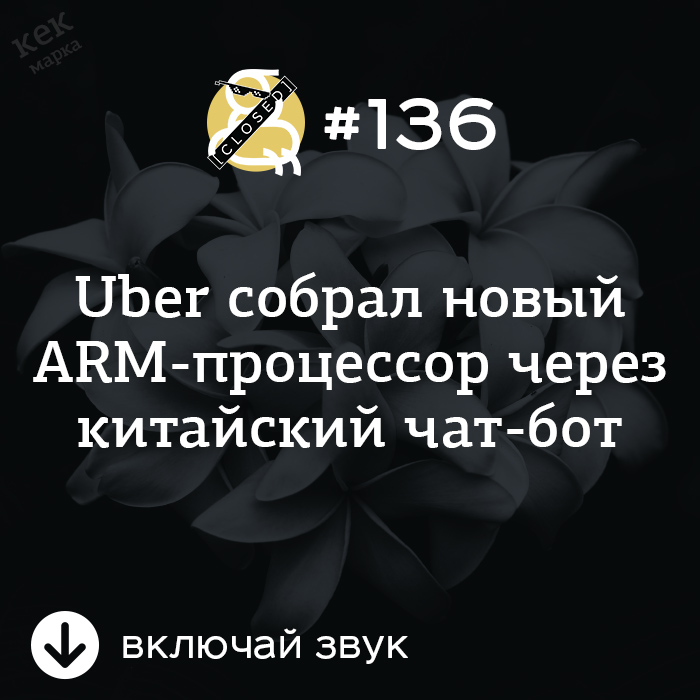 кек
марка
[CLOSED]
#136
Uber собрал новый
ARM-процессор через
китайский чат-бот
включай звук